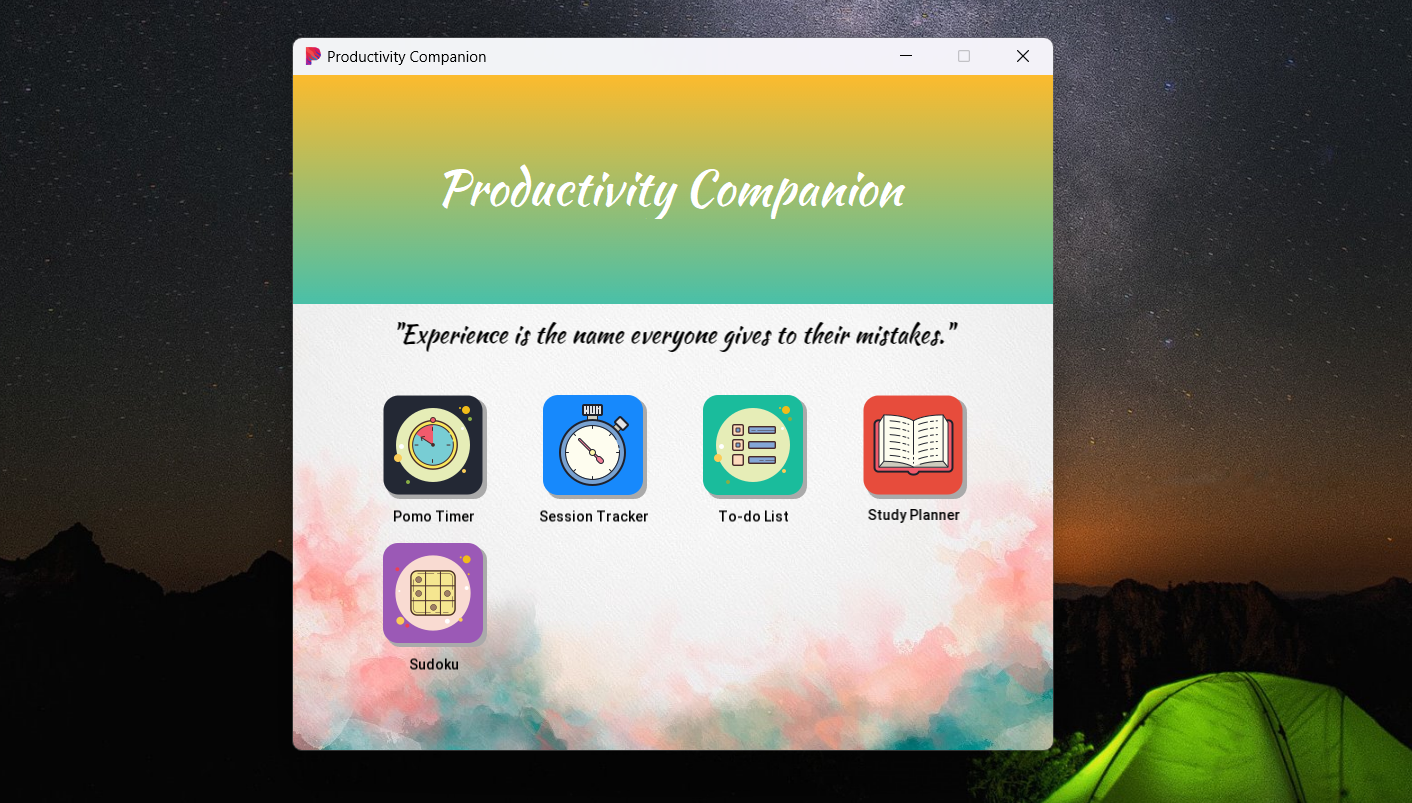 Productivity Companion
Productivity Companion
"Experience is the name everyone gives to their mistakes."
Pomo Timer
Session Tracker
To-do List
Study Planner
Sudoku